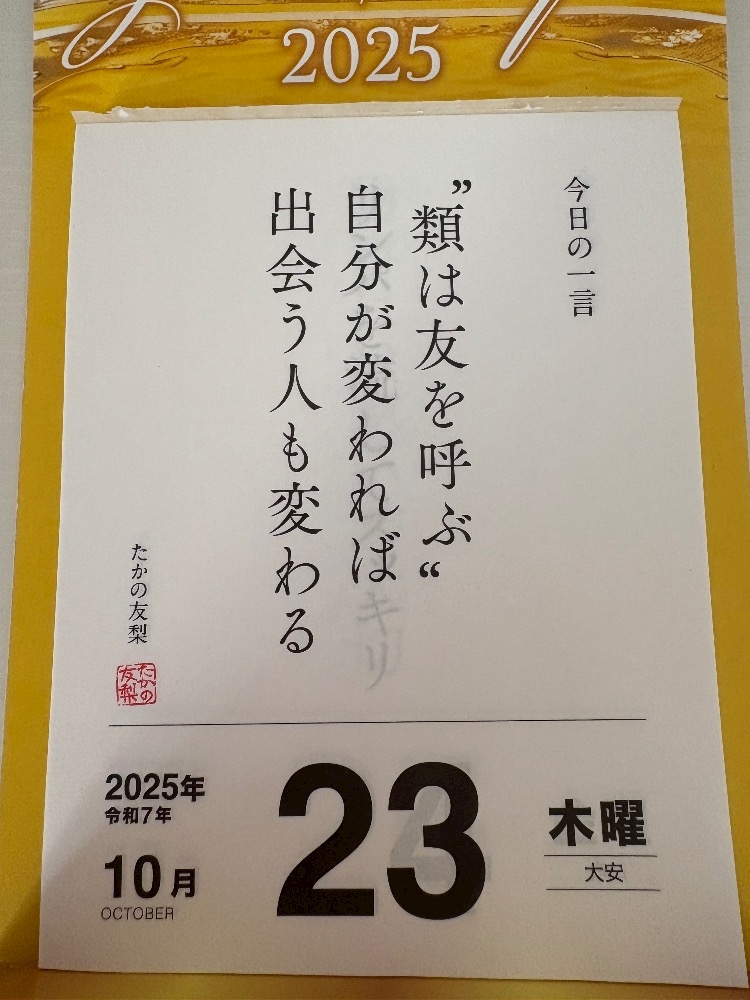 2025
今日の一言
”類は友を呼ぶ“
自分が変われば
出会う人も変わる
たかの友梨
たかの
友梨
2025年
令和7年
10月
OCTOBER
23
木曜
大安